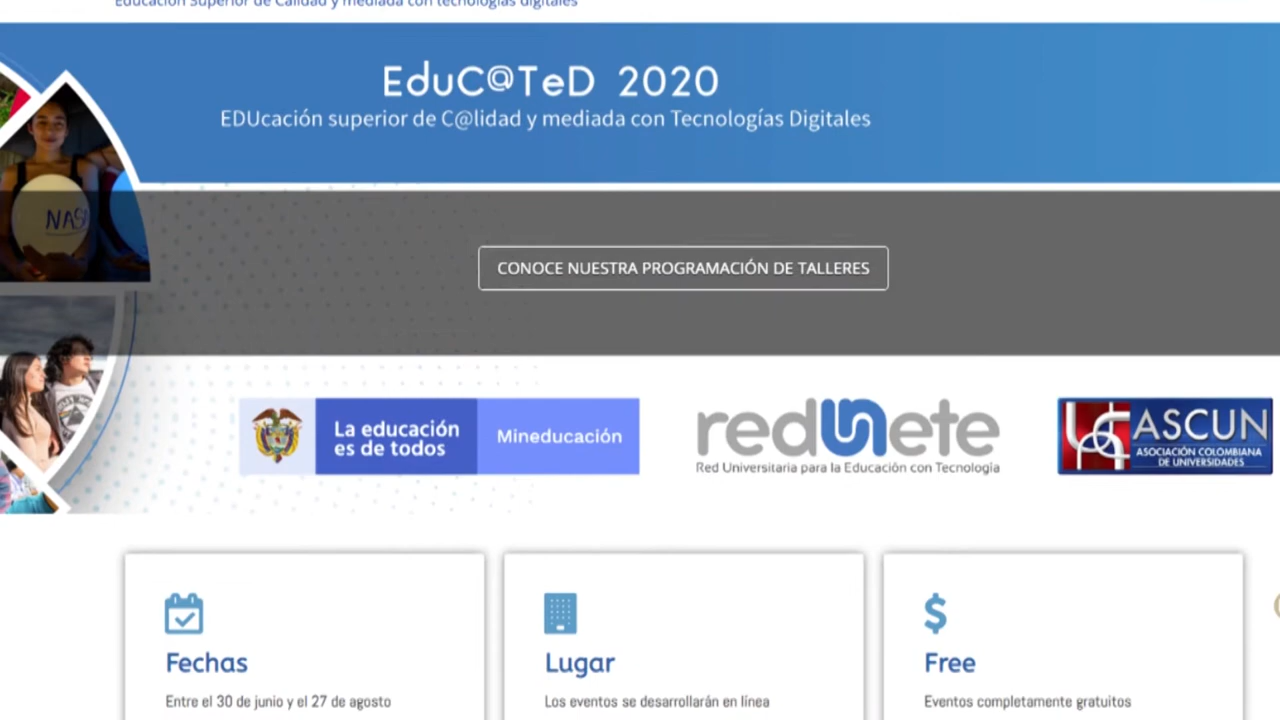 Educación Superior de Calidad y mediada con tecnologías digitales
EduC@TeD 2020
EDUcación superior de C@lidad y mediada con Tecnologías Digitales
NASA
CONOCE NUESTRA PROGRAMACIÓN DE TALLERES
La educación
es de todos
Mineducación
redunete
Red Universitaria para la Educación con Tecnología
ASCUN
ASOCIACIÓN COLOMBIANA
DE UNIVERSIDADES
Fechas
Entre el 30 de junio y el 27 de agosto
Lugar
Los eventos se desarrollarán en línea
Free
Eventos completamente gratuitos